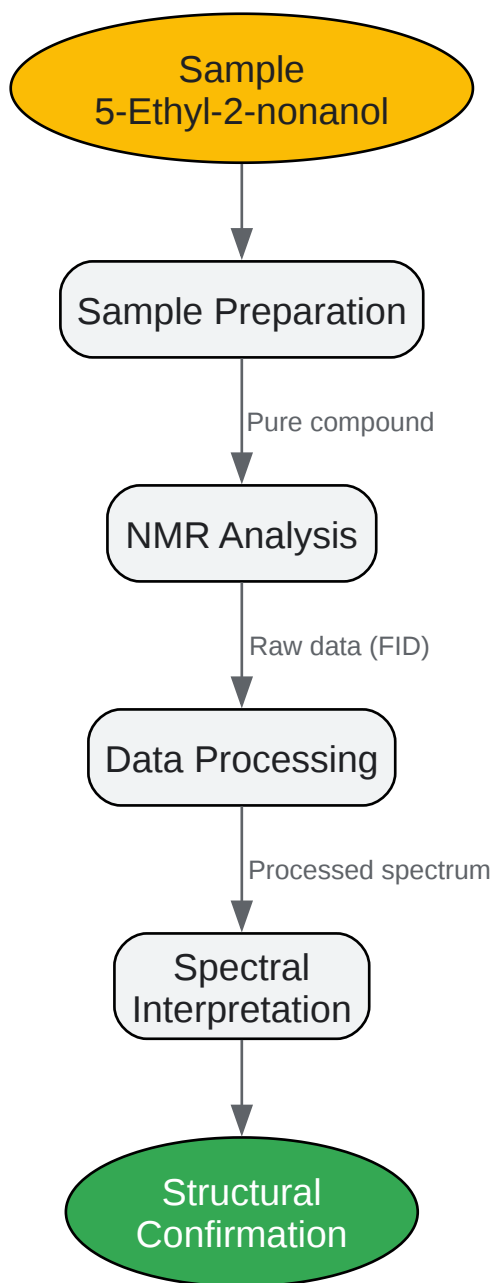 Sample
5-Ethyl-2-nonanol
Sample Preparation
Pure compound
NMR Analysis
Raw data (FID)
Data Processing
Processed spectrum
Spectral
Interpretation
Structural
Confirmation